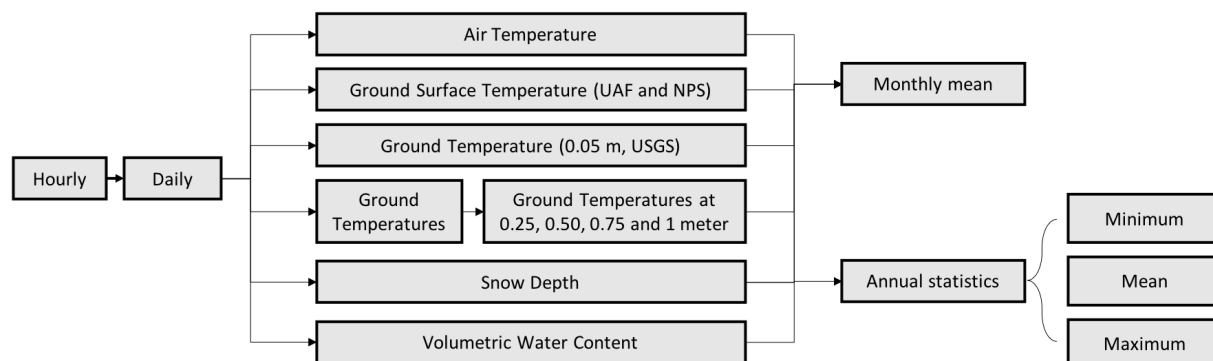 Hourly
Daily
Air Temperature
Ground Surface Temperature (UAF and NPS)
Ground Temperature (0.05 m, USGS)
Ground
Temperatures
Ground Temperatures at
0.25, 0.50, 0.75 and 1 meter
Snow Depth
Volumetric Water Content
Monthly mean
Annual statistics
Minimum
Mean
Maximum